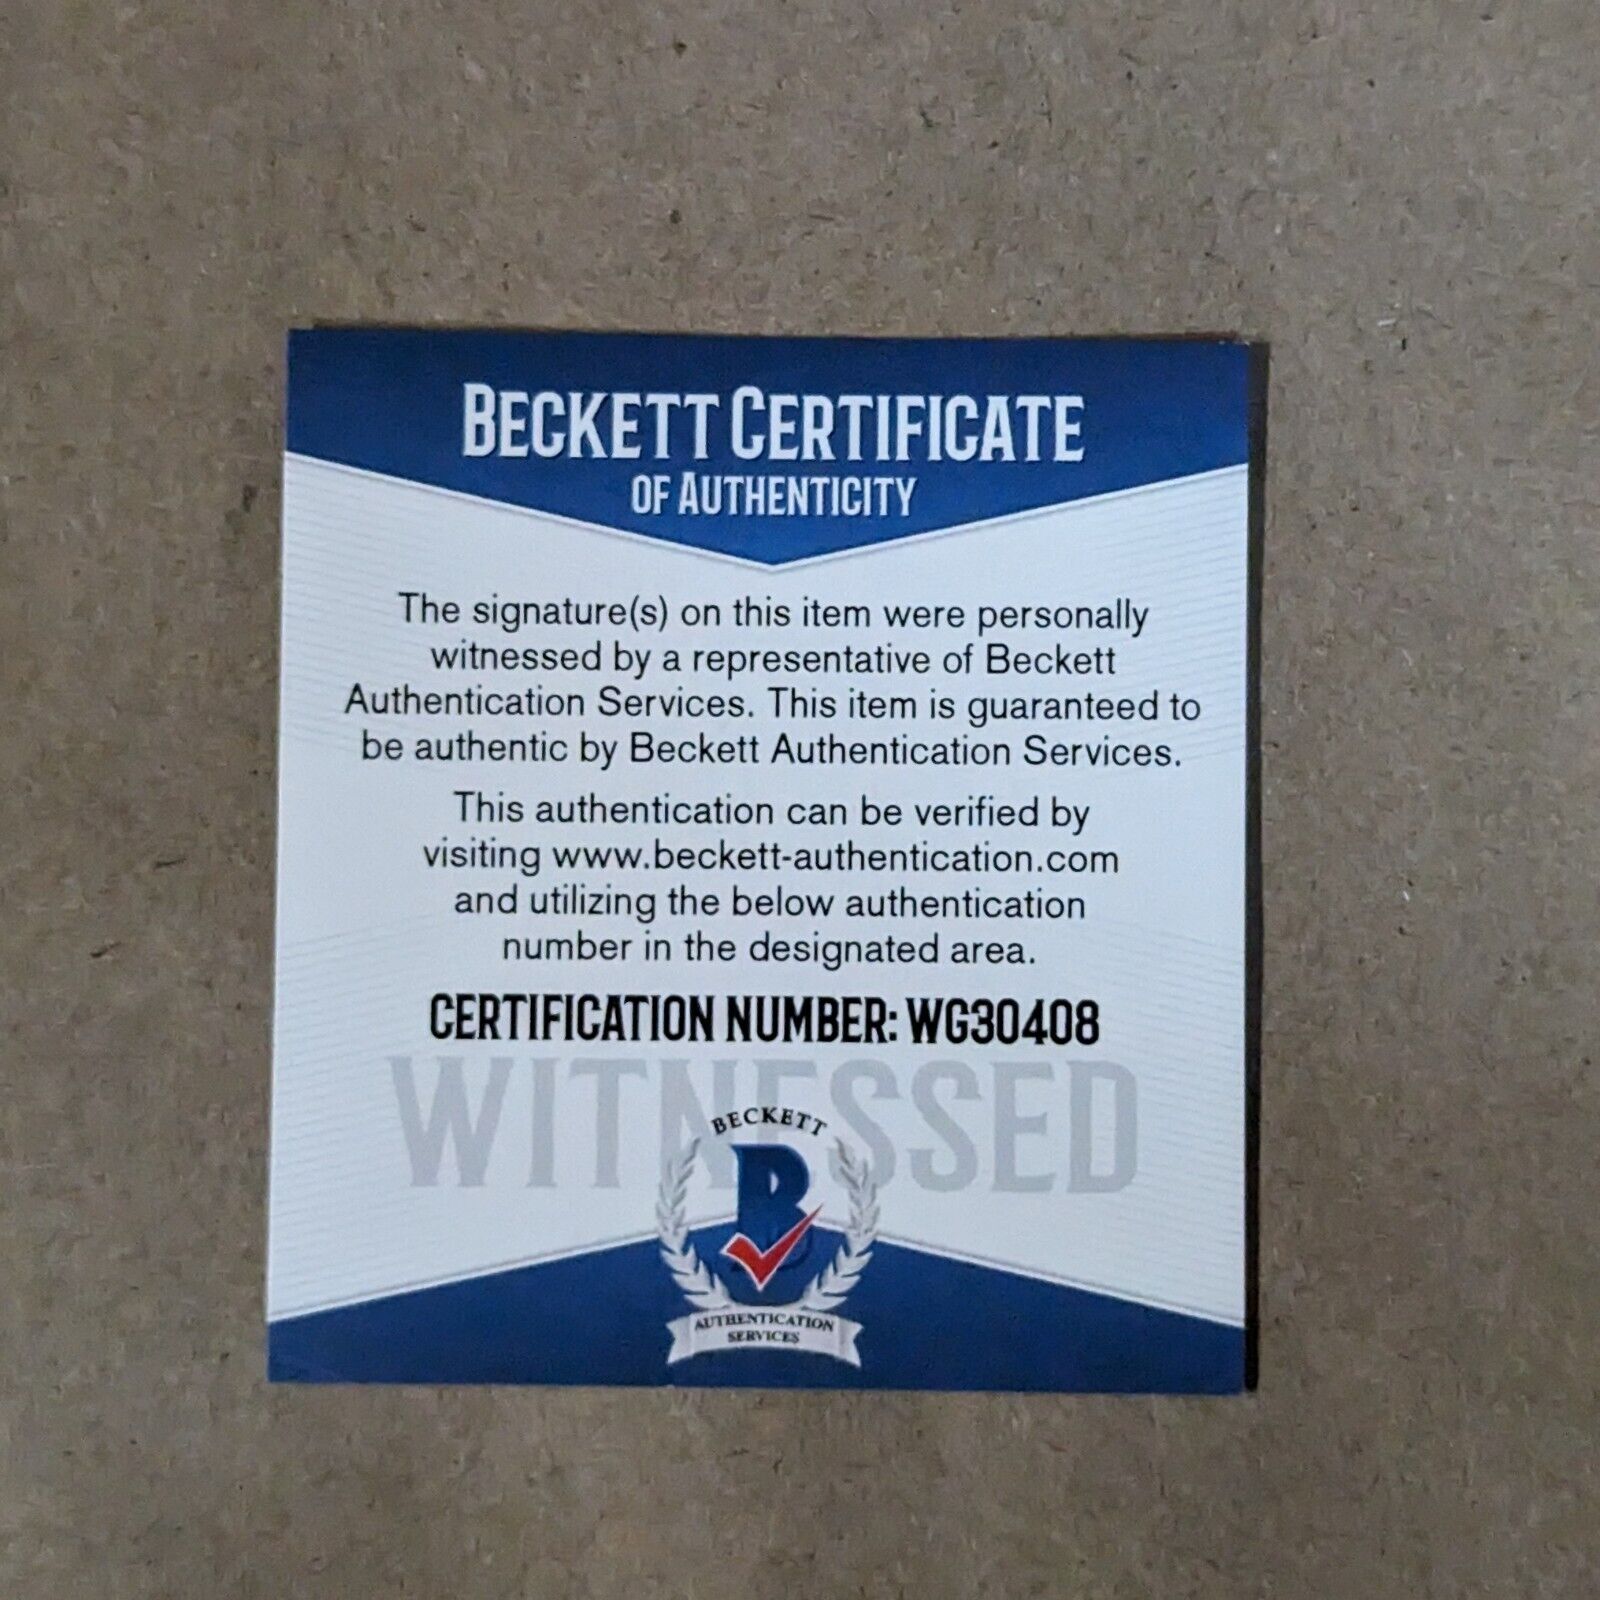 BECKETT CERTIFICATE
OF AUTHENTICITY
The signature(s) on this item were personally
witnessed by a representative of Beckett
Authentication Services. This item is guaranteed to
be authentic by Beckett Authentication Services.
This authentication can be verified by
visiting www.beckett-authentication.com
and utilizing the below authentication
number in the designated area.
CERTIFICATION NUMBER: WG30408
WITNESSED
BECKETT
B
AUTHENTICATION
SERVICES